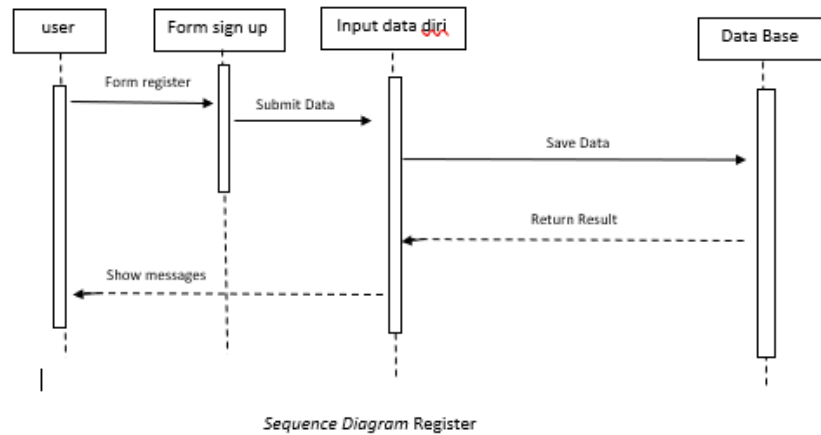 user
Form sign up
Input data diri
Data Base
Form register
Submit Data
Save Data
Return Result
Show messages
Sequence Diagram Register